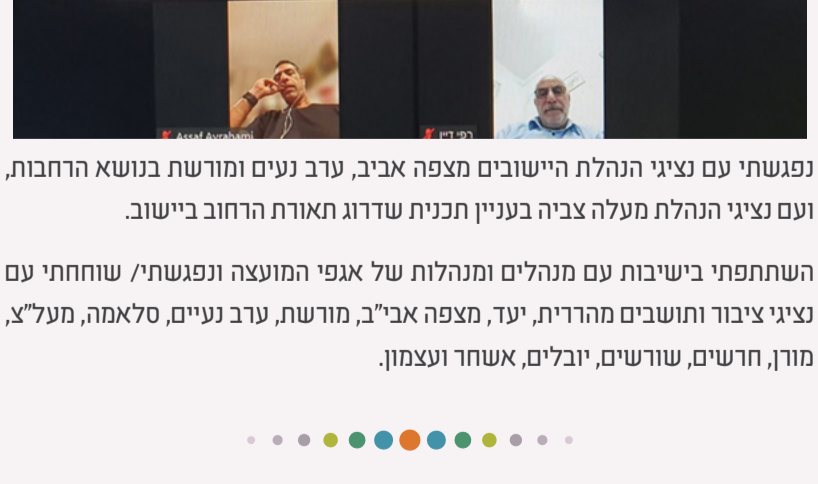 Assaf Avrahami
רפי דיין
נפגשתי עם נציגי הנהלת היישובים מצפה אביב, ערב נעים ומורשת בנושא הרחבות,
ועם נציגי הנהלת מעלה צביה בעניין תכנית שדרוג תאורת הרחוב ביישוב.
השתתפתי בישיבות עם מנהלים ומנהלות של אגפי המועצה ונפגשתי/ שוחחתי עם
נציגי ציבור ותושבים מהררית, יעד, מצפה אבי"ב, מורשת, ערב נעיים, סלאמה, מעל"צ,
מורן, חרשים, שורשים, יובלים, אשחר ועצמון.